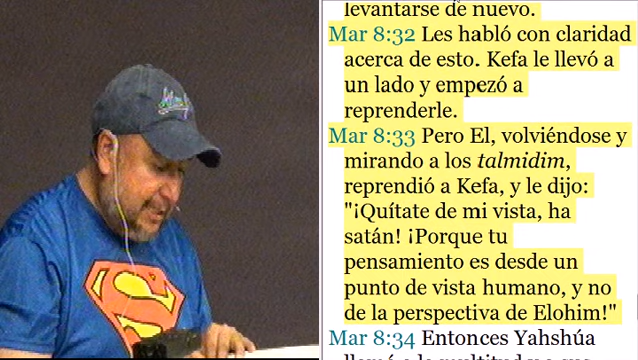 levantarse de nuevo.
Mar 8:32 Les habló con claridad
acerca de esto. Kefa le llevó a
un lado y empezó a
reprenderle.
Mar 8:33 Pero El, volviéndose y
mirando a los talmidim,
reprendió a Kefa, y le dijo:
"¡Quítate de mi vista, ha
satán! ¡Porque tu
pensamiento es desde un
punto de vista humano, y no
de la perspectiva de Elohim!"
Mar 8:34 Entonces Yahshúa
S